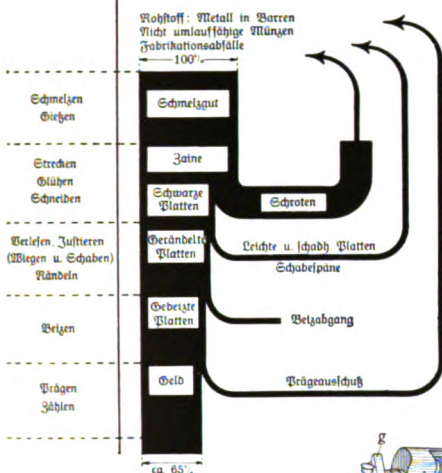 Rohstoff: Metall in Barren
Nicht umlauffähige Münzen
Fabrikationsabfälle
100%
Schmelzen
Gießen
Schmelzgut
Strecken
Glühen
Schneiden
Zaine
Schwarze
Platten
Schroten
Verlesen, Justieren
(Wiegen u. Schaben)
Rändeln
Gerändelte
Platten
Leichte u. schadh. Platten
Schabespäne
Beizen
Gebeizte
Platten
Beizabgang
Prägen
Zählen
Geld
Prägeausschuß
g
ca. 65%